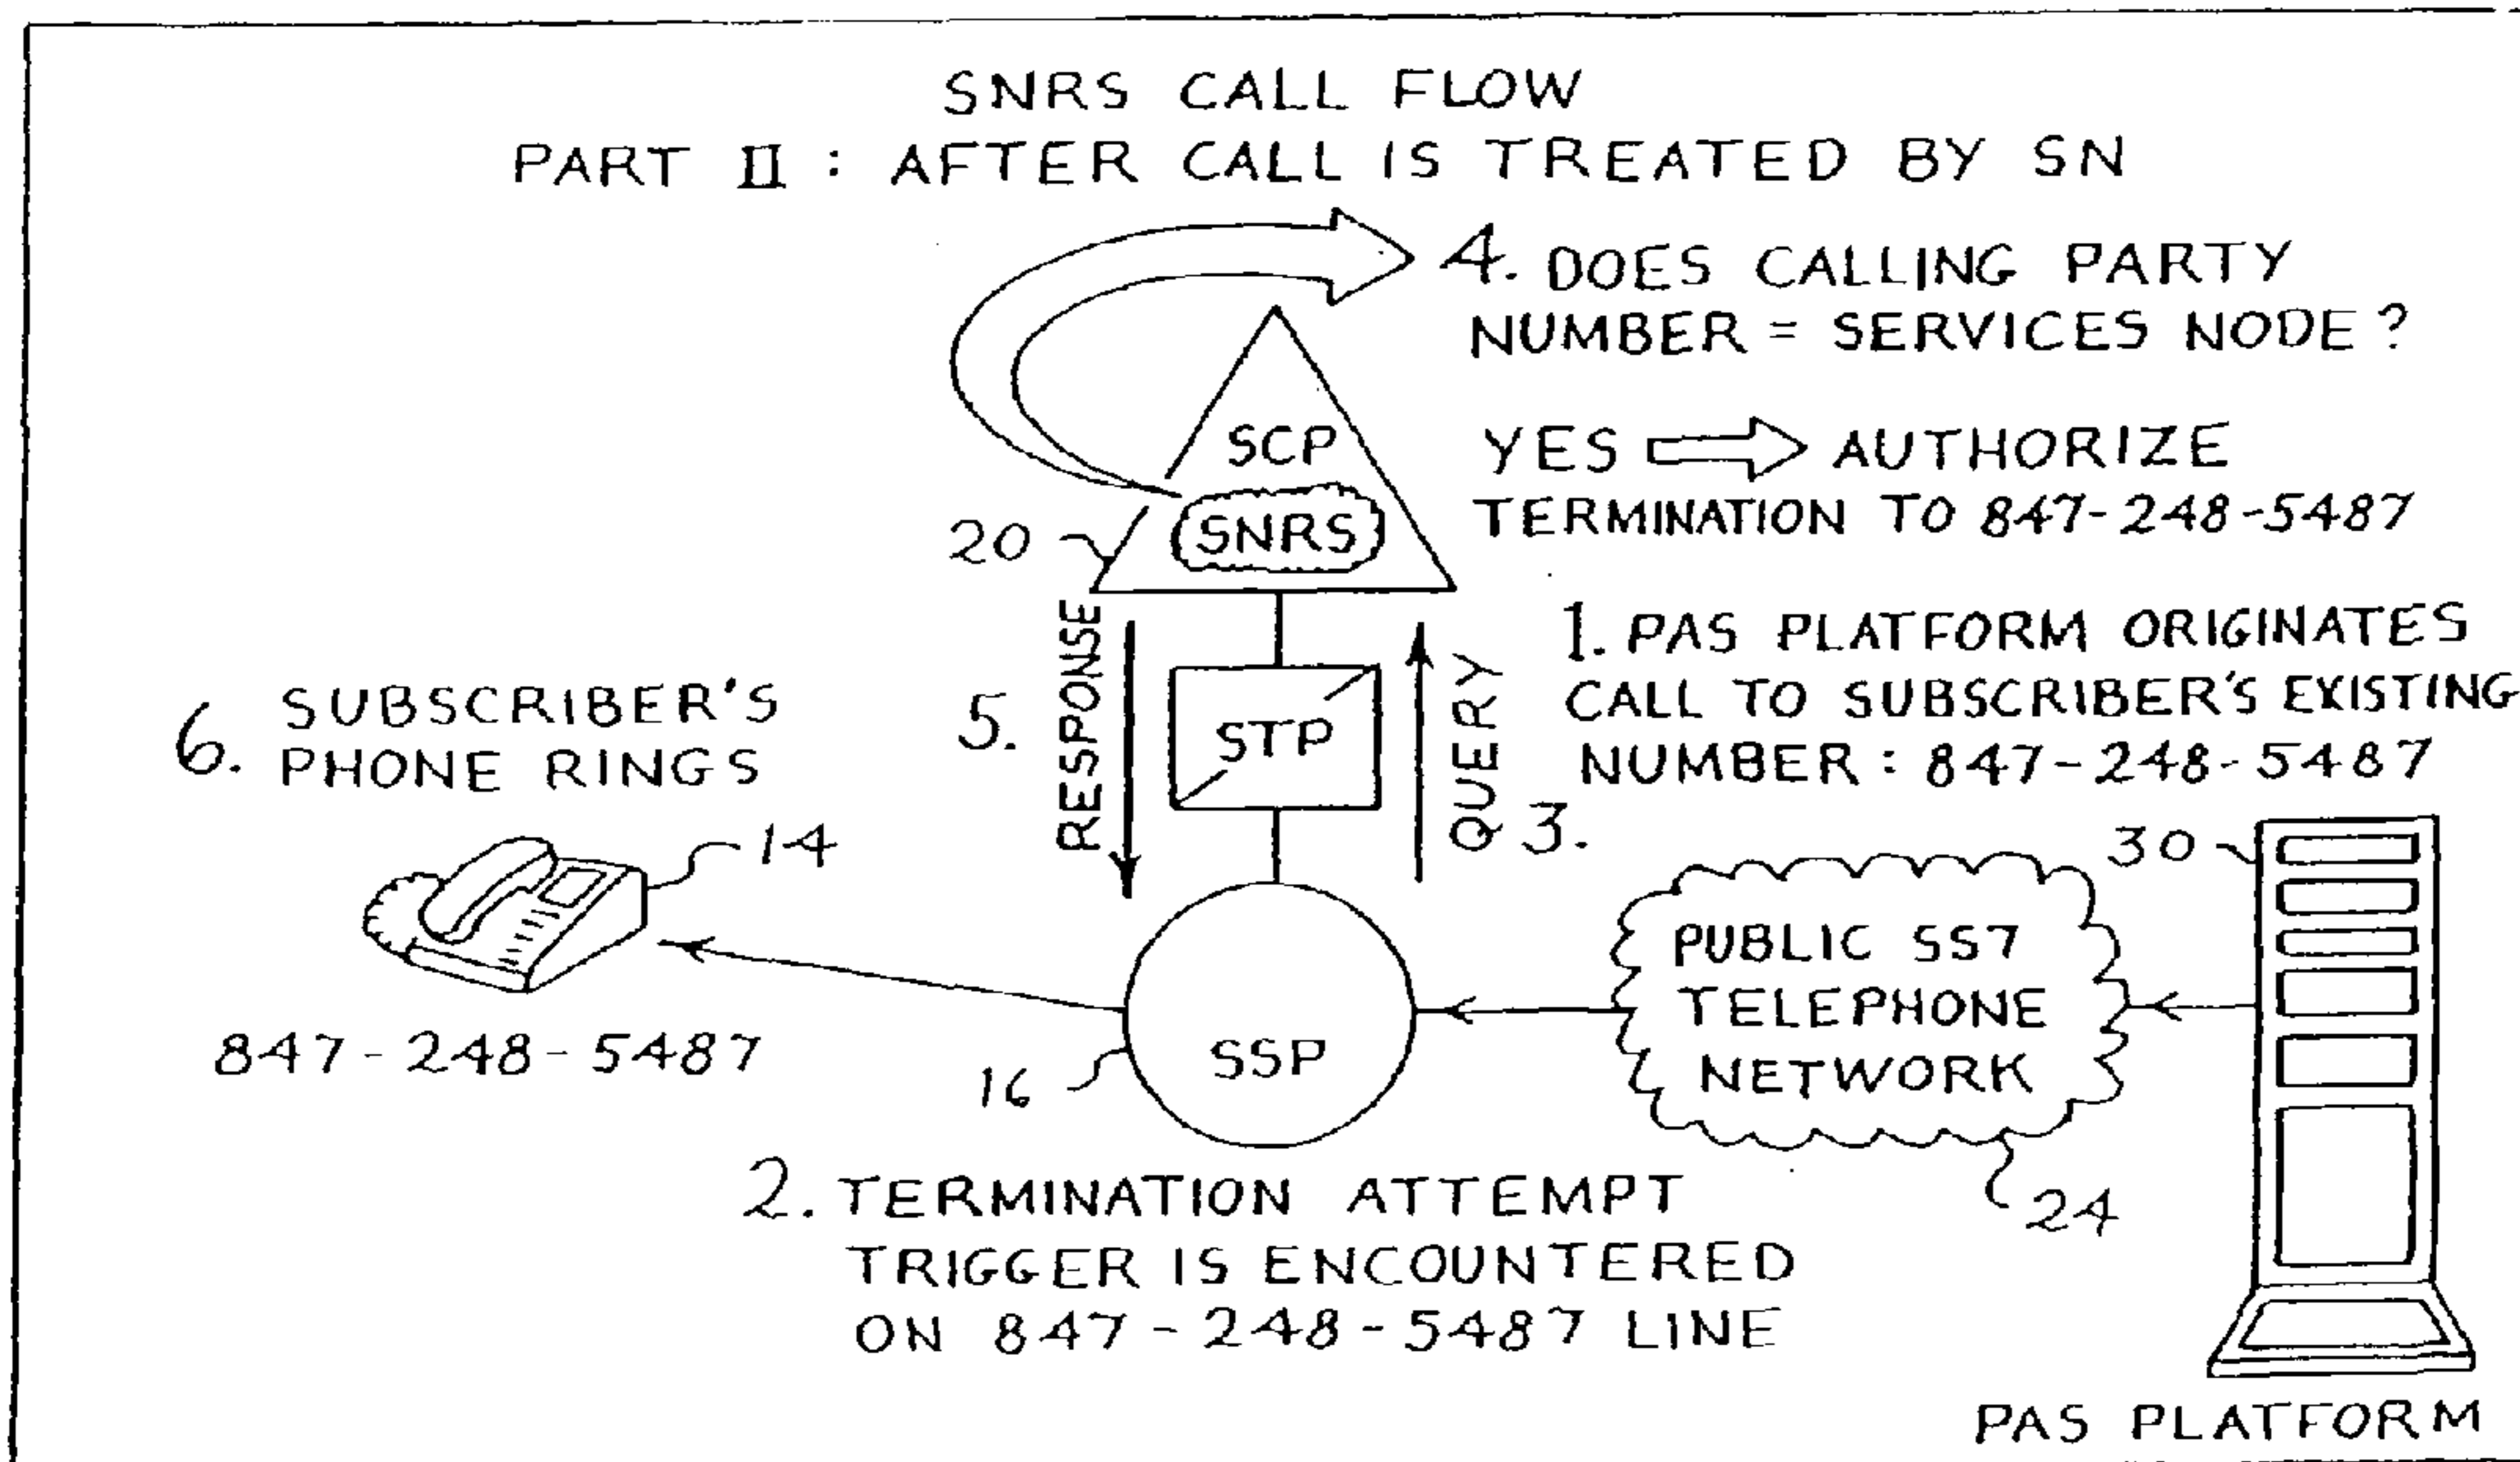 SNRS CALL FLOW
PART II : AFTER CALL IS TREATED BY SN
4. DOES CALLING PARTY
NUMBER = SERVICES NODE ?
YES AUTHORIZE
TERMINATION TO 847-248-5487
SCP
SNRS
20
1. PAS PLATFORM ORIGINATES
CALL TO SUBSCRIBER'S EXISTING
NUMBER : 847-248-5487
5. RESPONSE
STP
QUERY 3.
6. SUBSCRIBER'S
PHONE RINGS
14
847-248-5487
SSP
16
PUBLIC SS7
TELEPHONE
NETWORK
24
30
2. TERMINATION ATTEMPT
TRIGGER IS ENCOUNTERED
ON 847-248-5487 LINE
PAS PLATFORM